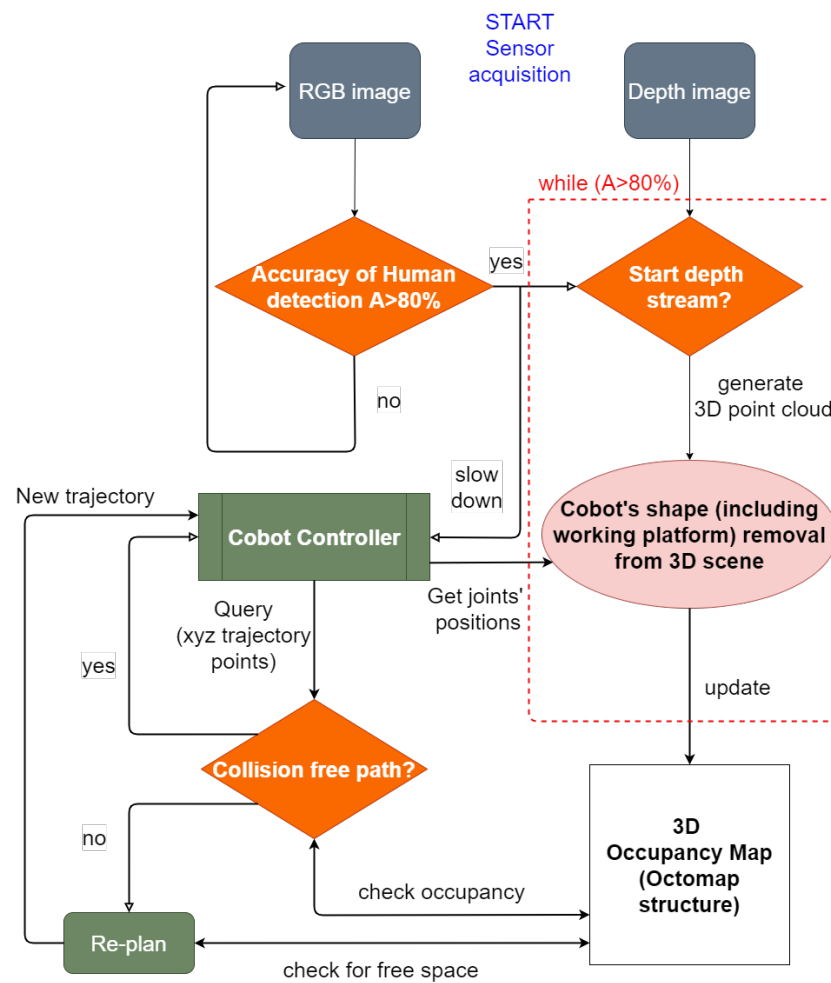 START
Sensor
acquisition
RGB image
Depth image
while (A>80%)
Accuracy of Human
detection A>80%
yes
Start depth
stream?
no
generate
3D point cloud
slow
down
New trajectory
Cobot Controller
Cobot's shape (including
working platform) removal
from 3D scene
Get joints'
positions
Query
(xyz trajectory
points)
yes
update
Collision free path?
no
3D
Occupancy Map
(Octomap
structure)
check occupancy
Re-plan
check for free space